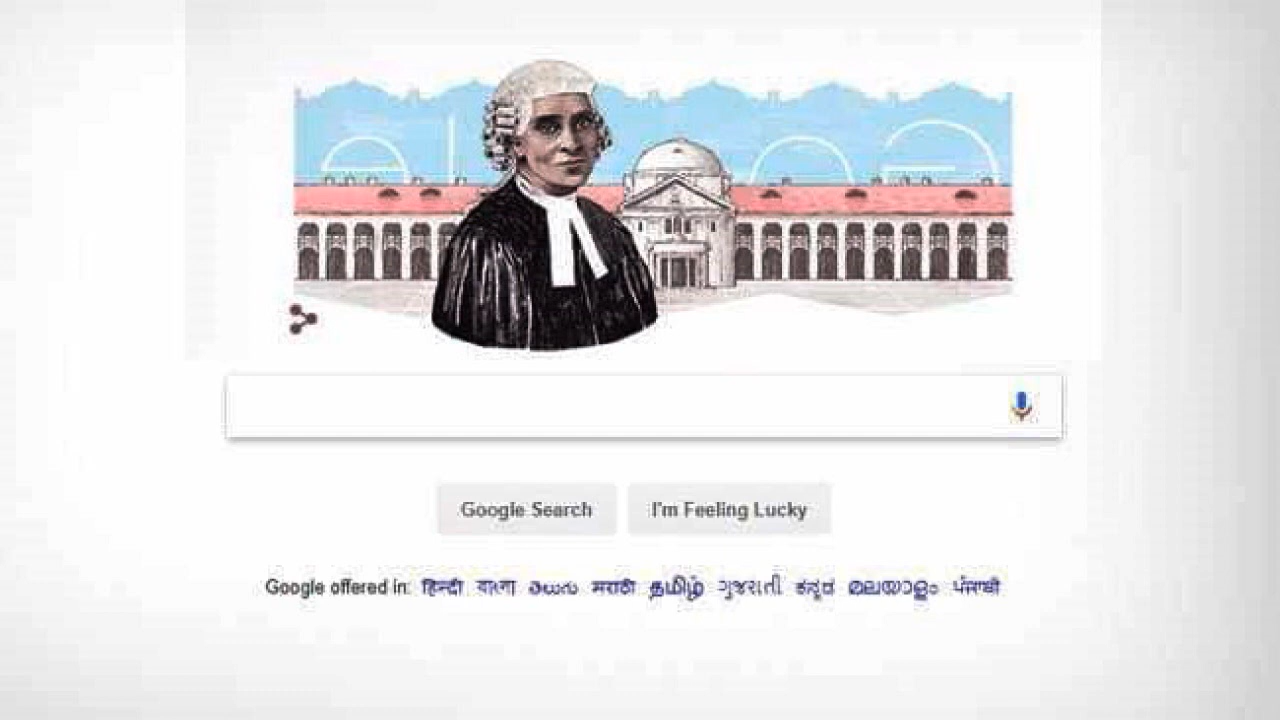 Google Search I'm Feeling Lucky
Google offered in: हिन्दी বাংলা తెలుగు मराठी தமிழ் ગુજરાતી ಕನ್ನಡ മലയാളം ਪੰਜਾਬੀ